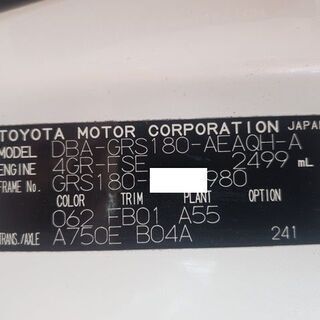 TOYOTA MOTOR CORPORATION JAPAN
MODEL DBA-GRS180-AEAQH-A
ENGINE 4GR-FSE 2499 mL
FRAME No. GRS180- 980
COLOR TRIM PLANT OPTION
062 FB01 A55
TRANS./AXLE A750E B04A 241